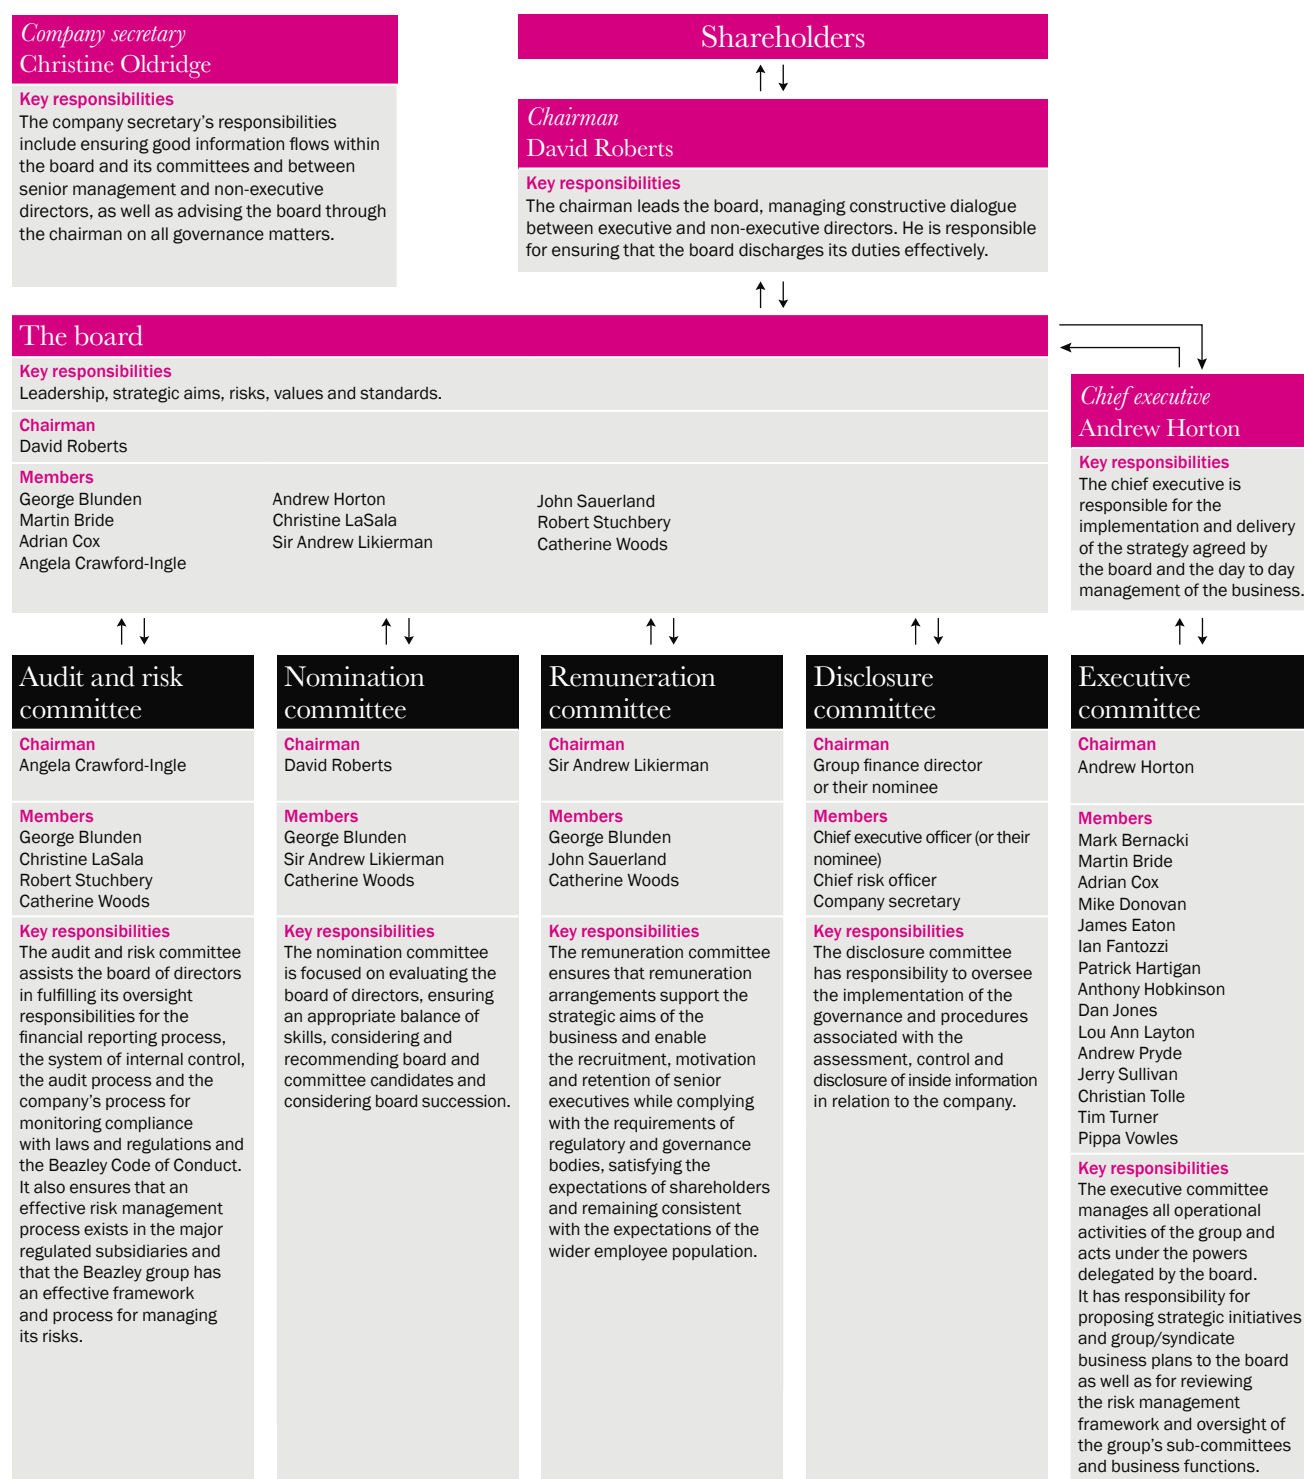 Company secretary
Christine Oldridge
Key responsibilities
The company secretary's responsibilities
include ensuring good information flows within
the board and its committees and between
senior management and non-executive
directors, as well as advising the board through
the chairman on all governance matters.
Shareholders
Chairman
David Roberts
Key responsibilities
The chairman leads the board, managing constructive dialogue
between executive and non-executive directors. He is responsible
for ensuring that the board discharges its duties effectively.
The board
Key responsibilities
Leadership, strategic aims, risks, values and standards.
Chairman
David Roberts
Members
George Blunden
Martin Bride
Adrian Cox
Angela Crawford-Ingle
Andrew Horton
Christine LaSala
Sir Andrew Likierman
John Sauerland
Robert Stuchbery
Catherine Woods
Chief executive
Andrew Horton
Key responsibilities
The chief executive is
responsible for the
implementation and delivery
of the strategy agreed by
the board and the day to day
management of the business.
Audit and risk
committee
Chairman
Angela Crawford-Ingle
Members
George Blunden
Christine LaSala
Robert Stuchbery
Catherine Woods
Key responsibilities
The audit and risk committee
assists the board of directors
in fulfilling its oversight
responsibilities for the
financial reporting process,
the system of internal control,
the audit process and the
company's process for
monitoring compliance
with laws and regulations and
the Beazley Code of Conduct.
It also ensures that an
effective risk management
process exists in the major
regulated subsidiaries and
that the Beazley group has
an effective framework
and process for managing
its risks.
Nomination
committee
Chairman
David Roberts
Members
George Blunden
Sir Andrew Likierman
Catherine Woods
Key responsibilities
The nomination committee
is focused on evaluating the
board of directors, ensuring
an appropriate balance of
skills, considering and
recommending board and
committee candidates and
considering board succession.
Remuneration
committee
Chairman
Sir Andrew Likierman
Members
George Blunden
John Sauerland
Catherine Woods
Key responsibilities
The remuneration committee
ensures that remuneration
arrangements support the
strategic aims of the
business and enable
the recruitment, motivation
and retention of senior
executives while complying
with the requirements of
regulatory and governance
bodies, satisfying the
expectations of shareholders
and remaining consistent
with the expectations of the
wider employee population.
Disclosure
committee
Chairman
Group finance director
or their nominee
Members
Chief executive officer (or their
nominee)
Chief risk officer
Company secretary
Key responsibilities
The disclosure committee
has responsibility to oversee
the implementation of the
governance and procedures
associated with the
assessment, control and
disclosure of inside information
in relation to the company.
Executive
committee
Chairman
Andrew Horton
Members
Mark Bernacki
Martin Bride
Adrian Cox
Mike Donovan
James Eaton
Ian Fantozzi
Patrick Hartigan
Anthony Hobkinson
Dan Jones
Lou Ann Layton
Andrew Pryde
Jerry Sullivan
Christian Tolle
Tim Turner
Pippa Vowles
Key responsibilities
The executive committee
manages all operational
activities of the group and
acts under the powers
delegated by the board.
It has responsibility for
proposing strategic initiatives
and group/syndicate
business plans to the board
as well as for reviewing
the risk management
framework and oversight of
the group's sub-committees
and business functions.